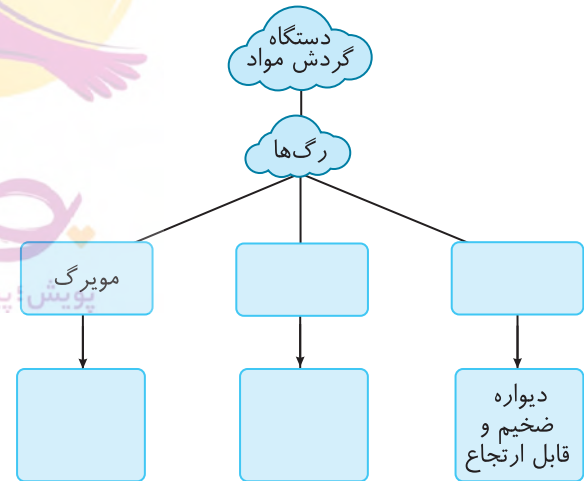 دستگاه
گردش مواد
رگ‌ها
مویرگ
دیواره
ضخیم و
قابل ارتجاع